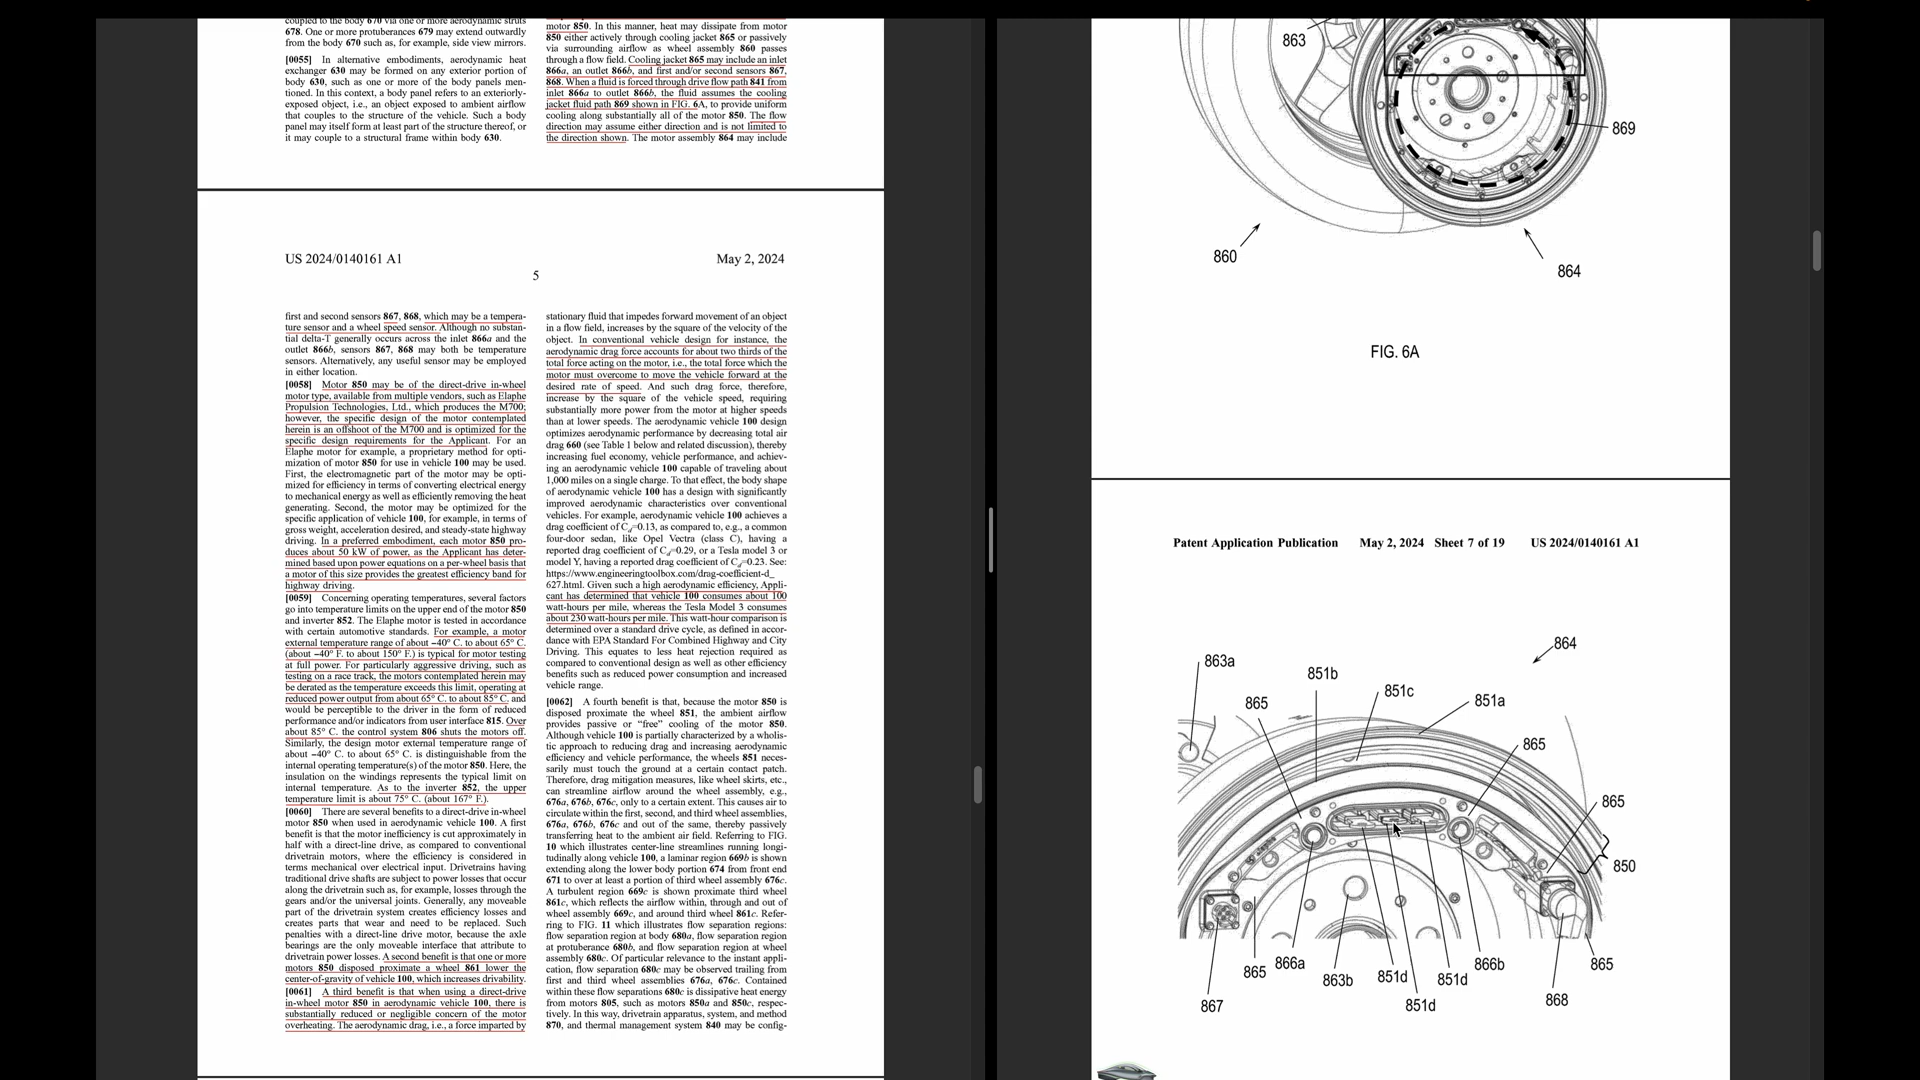 coupled to the body 670 via one or more aerodynamic struts
678. One or more protuberances 679 may extend outwardly
from the body 670 such as, for example, side view mirrors.
[0055] In alternative embodiments, aerodynamic heat
exchanger 630 may be formed on any exterior portion of
body 630, such as one or more of the body panels men-
tioned. In this context, a body panel refers to an exteriorly-
exposed object, i.e., an object exposed to ambient airflow
that couples to the structure of the vehicle. Such a body
panel may itself form at least part of the structure thereof, or
it may couple to a structural frame within body 630.
motor 850. In this manner, heat may dissipate from motor
850 either actively through cooling jacket 865 or passively
via surrounding airflow as wheel assembly 860 passes
through a flow field. Cooling jacket 865 may include an inlet
866a, an outlet 866b, and first and/or second sensors 867,
868. When a fluid is forced through drive flow path 841 from
inlet 866a to outlet 866b, the fluid assumes the cooling
jacket fluid path 869 shown in FIG. 6A, to provide uniform
cooling along substantially all of the motor 850. The flow
direction may assume either direction and is not limited to
the direction shown. The motor assembly 864 may include
US 2024/0140161 A1
May 2, 2024
5
first and second sensors 867, 868, which may be a tempera-
ture sensor and a wheel speed sensor. Although no substan-
tial delta-T generally occurs across the inlet 866a and the
outlet 866b, sensors 867, 868 may both be temperature
sensors. Alternatively, any useful sensor may be employed
in either location.
[0058] Motor 850 may be of the direct-drive in-wheel
motor type, available from multiple vendors, such as Elaphe
Propulsion Technologies, Ltd., which produces the M700;
however, the specific design of the motor contemplated
herein is an offshoot of the M700 and is optimized for the
specific design requirements for the Applicant. For an
Elaphe motor for example, a proprietary method for opti-
mization of motor 850 for use in vehicle 100 may be used.
First, the electromagnetic part of the motor may be opti-
mized for efficiency in terms of converting electrical energy
to mechanical energy as well as efficiently removing the heat
generating. Second, the motor may be optimized for the
specific application of vehicle 100, for example, in terms of
gross weight, acceleration desired, and steady-state highway
driving. In a preferred embodiment, each motor 850 pro-
duces about 50 kW of power, as the Applicant has deter-
mined based upon power equations on a per-wheel basis that
a motor of this size provides the greatest efficiency band for
highway driving.
[0059] Concerning operating temperatures, several factors
go into temperature limits on the upper end of the motor 850
and inverter 852. The Elaphe motor is tested in accordance
with certain automotive standards. For example, a motor
external temperature range of about –40° C. to about 65° C.
(about –40° F. to about 150° F.) is typical for motor testing
at full power. For particularly aggressive driving, such as
testing on a race track, the motors contemplated herein may
be derated as the temperature exceeds this limit, operating at
reduced power output from about 65° C. to about 85° C. and
would be perceptible to the driver in the form of reduced
performance and/or indicators from user interface 815. Over
about 85° C. the control system 806 shuts the motors off.
Similarly, the design motor external temperature range of
about –40° C. to about 65° C. is distinguishable from the
internal operating temperature(s) of the motor 850. Here, the
insulation on the windings represents the typical limit on
internal temperature. As to the inverter 852, the upper
temperature limit is about 75° C. (about 167° F.).
[0060] There are several benefits to a direct-drive in-wheel
motor 850 when used in aerodynamic vehicle 100. A first
benefit is that the motor inefficiency is cut approximately in
half with a direct-line drive, as compared to conventional
drivetrain motors, where the efficiency is considered in
terms mechanical over electrical input. Drivetrains having
traditional drive shafts are subject to power losses that occur
along the drivetrain such as, for example, losses through the
gears and/or the universal joints. Generally, any moveable
part of the drivetrain system creates efficiency losses and
creates parts that wear and need to be replaced. Such
penalties with a direct-line drive motor, because the axle
bearings are the only moveable interface that attribute to
drivetrain power losses. A second benefit is that one or more
motors 850 disposed proximate a wheel 861 lower the
center-of-gravity of vehicle 100, which increases drivability.
[0061] A third benefit is that when using a direct-drive
in-wheel motor 850 in aerodynamic vehicle 100, there is
substantially reduced or negligible concern of the motor
overheating. The aerodynamic drag, i.e., a force imparted by
stationary fluid that impedes forward movement of an object
in a flow field, increases by the square of the velocity of the
object. In conventional vehicle design for instance, the
aerodynamic drag force accounts for about two thirds of the
total force acting on the motor, i.e., the total force which the
motor must overcome to move the vehicle forward at the
desired rate of speed. And such drag force, therefore,
increase by the square of the vehicle speed, requiring
substantially more power from the motor at higher speeds
than at lower speeds. The aerodynamic vehicle 100 design
optimizes aerodynamic performance by decreasing total air
drag 660 (see Table 1 below and related discussion), thereby
increasing fuel economy, vehicle performance, and achiev-
ing an aerodynamic vehicle 100 capable of traveling about
1,000 miles on a single charge. To that effect, the body shape
of aerodynamic vehicle 100 has a design with significantly
improved aerodynamic characteristics over conventional
vehicles. For example, aerodynamic vehicle 100 achieves a
drag coefficient of Cd=0.13, as compared to, e.g., a common
four-door sedan, like Opel Vectra (class C), having a
reported drag coefficient of Cd=0.29, or a Tesla model 3 or
model Y, having a reported drag coefficient of Cd=0.23. See:
https://www.engineeringtoolbox.com/drag-coefficient-d_
627.html. Given such a high aerodynamic efficiency, Appli-
cant has determined that vehicle 100 consumes about 100
watt-hours per mile, whereas the Tesla Model 3 consumes
about 230 watt-hours per mile. This watt-hour comparison is
determined over a standard drive cycle, as defined in accor-
dance with EPA Standard For Combined Highway and City
Driving. This equates to less heat rejection required as
compared to conventional design as well as other efficiency
benefits such as reduced power consumption and increased
vehicle range.
[0062] A fourth benefit is that, because the motor 850 is
disposed proximate the wheel 851, the ambient airflow
provides passive or “free” cooling of the motor 850.
Although vehicle 100 is partially characterized by a wholis-
tic approach to reducing drag and increasing aerodynamic
efficiency and vehicle performance, the wheels 851 neces-
sarily must touch the ground at a certain contact patch.
Therefore, drag mitigation measures, like wheel skirts, etc.,
can streamline airflow around the wheel assembly, e.g.,
676a, 676b, 676c, only to a certain extent. This causes air to
circulate within the first, second, and third wheel assemblies,
676a, 676b, 676c and out of the same, thereby passively
transferring heat to the ambient air field. Referring to FIG.
10 which illustrates center-line streamlines running longi-
tudinally along vehicle 100, a laminar region 669b is shown
extending along the lower body portion 674 from front end
671 to over at least a portion of third wheel assembly 676c.
A turbulent region 669c is shown proximate third wheel
861c, which reflects the airflow within, through and out of
wheel assembly 669c, and around third wheel 861c. Refer-
ring to FIG. 11 which illustrates flow separation regions:
flow separation region at body 680a, flow separation region
at protuberance 680b, and flow separation region at wheel
assembly 680c. Of particular relevance to the instant appli-
cation, flow separation 680c may be observed trailing from
first and third wheel assemblies 676a, 676c. Contained
within these flow separations 680c is dissipative heat energy
from motors 805, such as motors 850a and 850c, respec-
tively. In this way, drivetrain apparatus, system, and method
870, and thermal management system 840 may be config-
863
869
860
864
FIG. 6A
Patent Application Publication May 2, 2024 Sheet 7 of 19 US 2024/0140161 A1
864
863a
851b
851c
865
851a
865
865
850
865
866a
863b
851d
851d
866b
865
867
851d
868